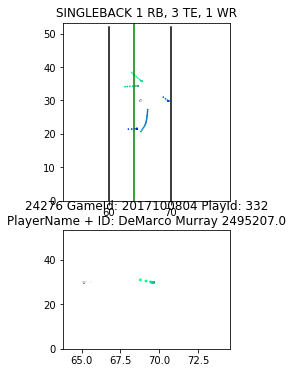 SINGLEBACK 1 RB, 3 TE, 1 WR
50
40
30
20
10
0
60 70
24276 GameId: 2017100804 PlayId: 332
PlayerName + ID: DeMarco Murray 2495207.0
40
20
0
65.0 67.5 70.0 72.5